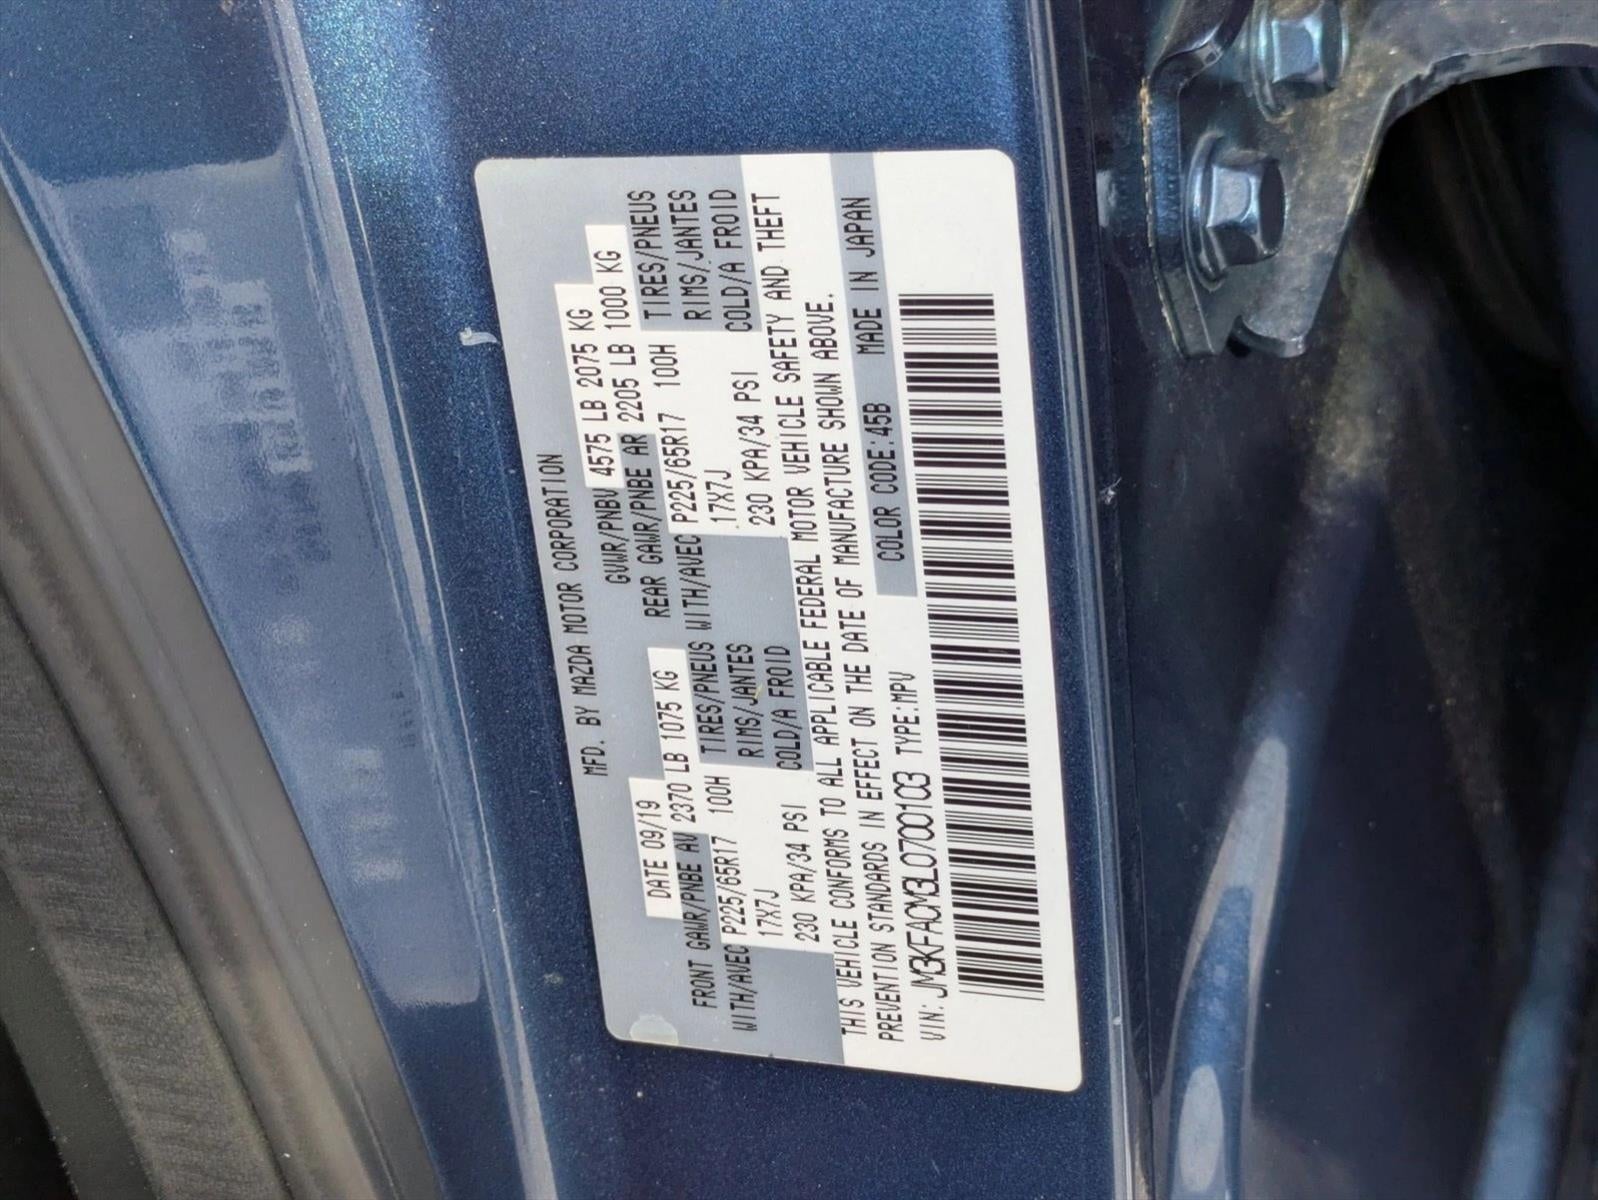 MFD. BY MAZDA MOTOR CORPORATION
DATE 09/19 GVWR/PNBV 4575 LB 2075 KG
FRONT GAWR/PNBE AV 2370 LB 1075 KG REAR GAWR/PNBE AR 2205 LB 1000 KG
WITH/AVEC P225/65R17 100H TIRES/PNEUS WITH/AVEC P225/65R17 100H TIRES/PNEUS
17X7J RIMS/JANTES 17X7J RIMS/JANTES
230 KPA/34 PSI COLD/A FROID 230 KPA/34 PSI COLD/A FROID
THIS VEHICLE CONFORMS TO ALL APPLICABLE FEDERAL MOTOR VEHICLE SAFETY AND THEFT
PREVENTION STANDARDS IN EFFECT ON THE DATE OF MANUFACTURE SHOWN ABOVE.
VIN: JM3KFACM3L0700103 TYPE:MPV COLOR CODE:45B MADE IN JAPAN